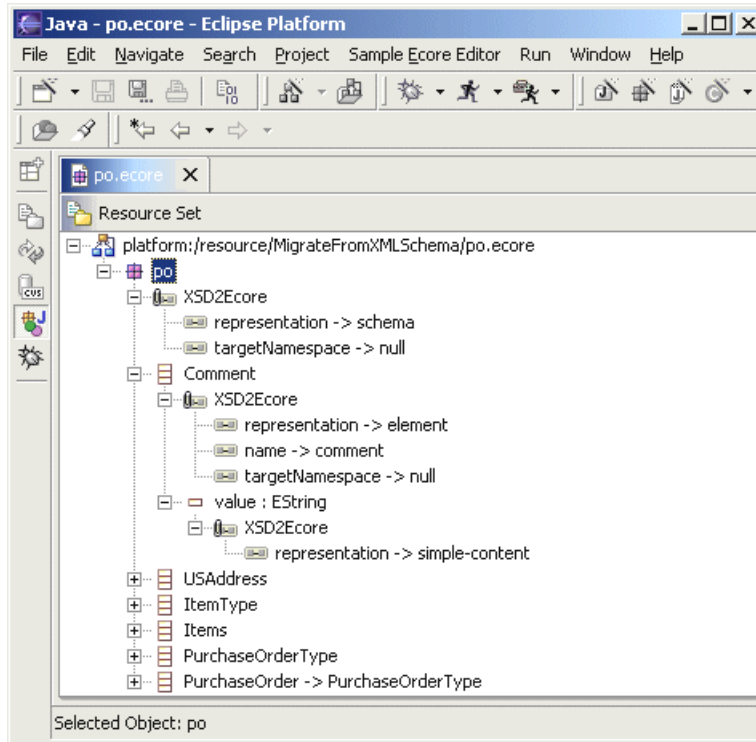 Java - po.ecore - Eclipse Platform
File Edit Navigate Search Project Sample Ecore Editor Run Window Help
po.ecore
Resource Set
platform:/resource/MigrateFromXMLSchema/po.ecore
po
XSD2Ecore
representation -> schema
targetNamespace -> null
Comment
XSD2Ecore
representation -> element
name -> comment
targetNamespace -> null
value : EString
XSD2Ecore
representation -> simple-content
USAddress
ItemType
Items
PurchaseOrderType
PurchaseOrder -> PurchaseOrderType
CVS
Selected Object: po